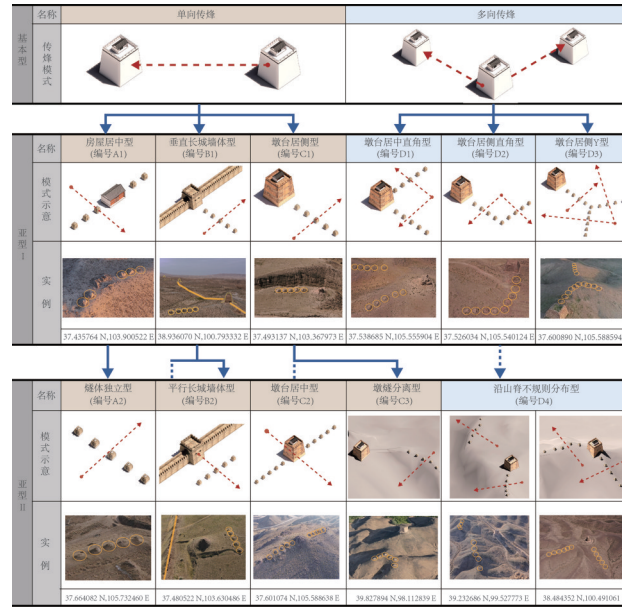 名称 单向传烽 多向传烽
基本型
传烽模式
名称 房屋居中型 垂直长城墙体型 墩台居侧型 墩台居中直角型 墩台居侧直角型 墩台居侧Y型
(编号A1) (编号B1) (编号C1) (编号D1) (编号D2) (编号D3)
亚型I
模式示意
实例
37.435764 N,103.900522 E 38.936070 N,100.793332 E 37.493137 N,103.367973 E 37.538685 N,105.555904 E 37.526034 N,105.540124 E 37.600890 N,105.588594
名称 燧体独立型 平行长城墙体型 墩台居中型 墩燧分离型 沿山脊不规则分布型
(编号A2) (编号B2) (编号C2) (编号C3) (编号D4)
亚型II
模式示意
实例
37.664082 N,105.732460 E 37.480522 N,103.630486 E 37.601074 N,105.588638 E 39.827894 N,98.112839 E 39.232686 N,99.527773 E 38.484352 N,100.491061